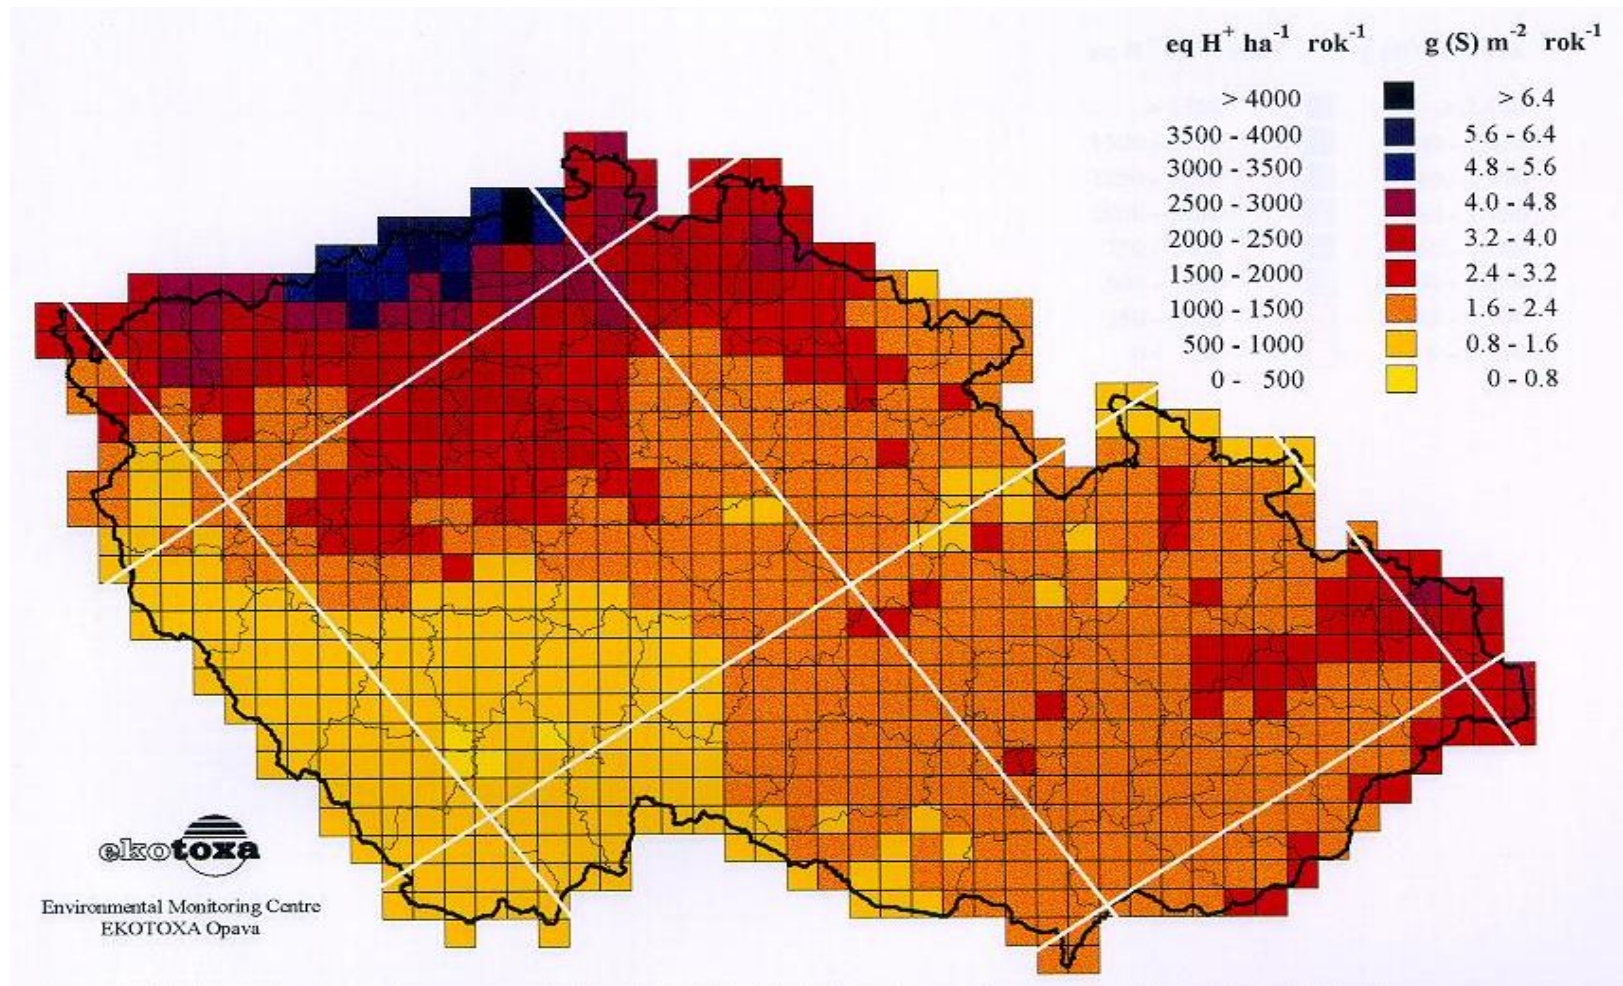 eq H+ ha-1 rok-1 g (S) m-2 rok-1
> 4000 > 6.4
3500 - 4000 5.6 - 6.4
3000 - 3500 4.8 - 5.6
2500 - 3000 4.0 - 4.8
2000 - 2500 3.2 - 4.0
1500 - 2000 2.4 - 3.2
1000 - 1500 1.6 - 2.4
500 - 1000 0.8 - 1.6
0 - 500 0 - 0.8
ekotoxa
Environmental Monitoring Centre
EKOTOXA Opava